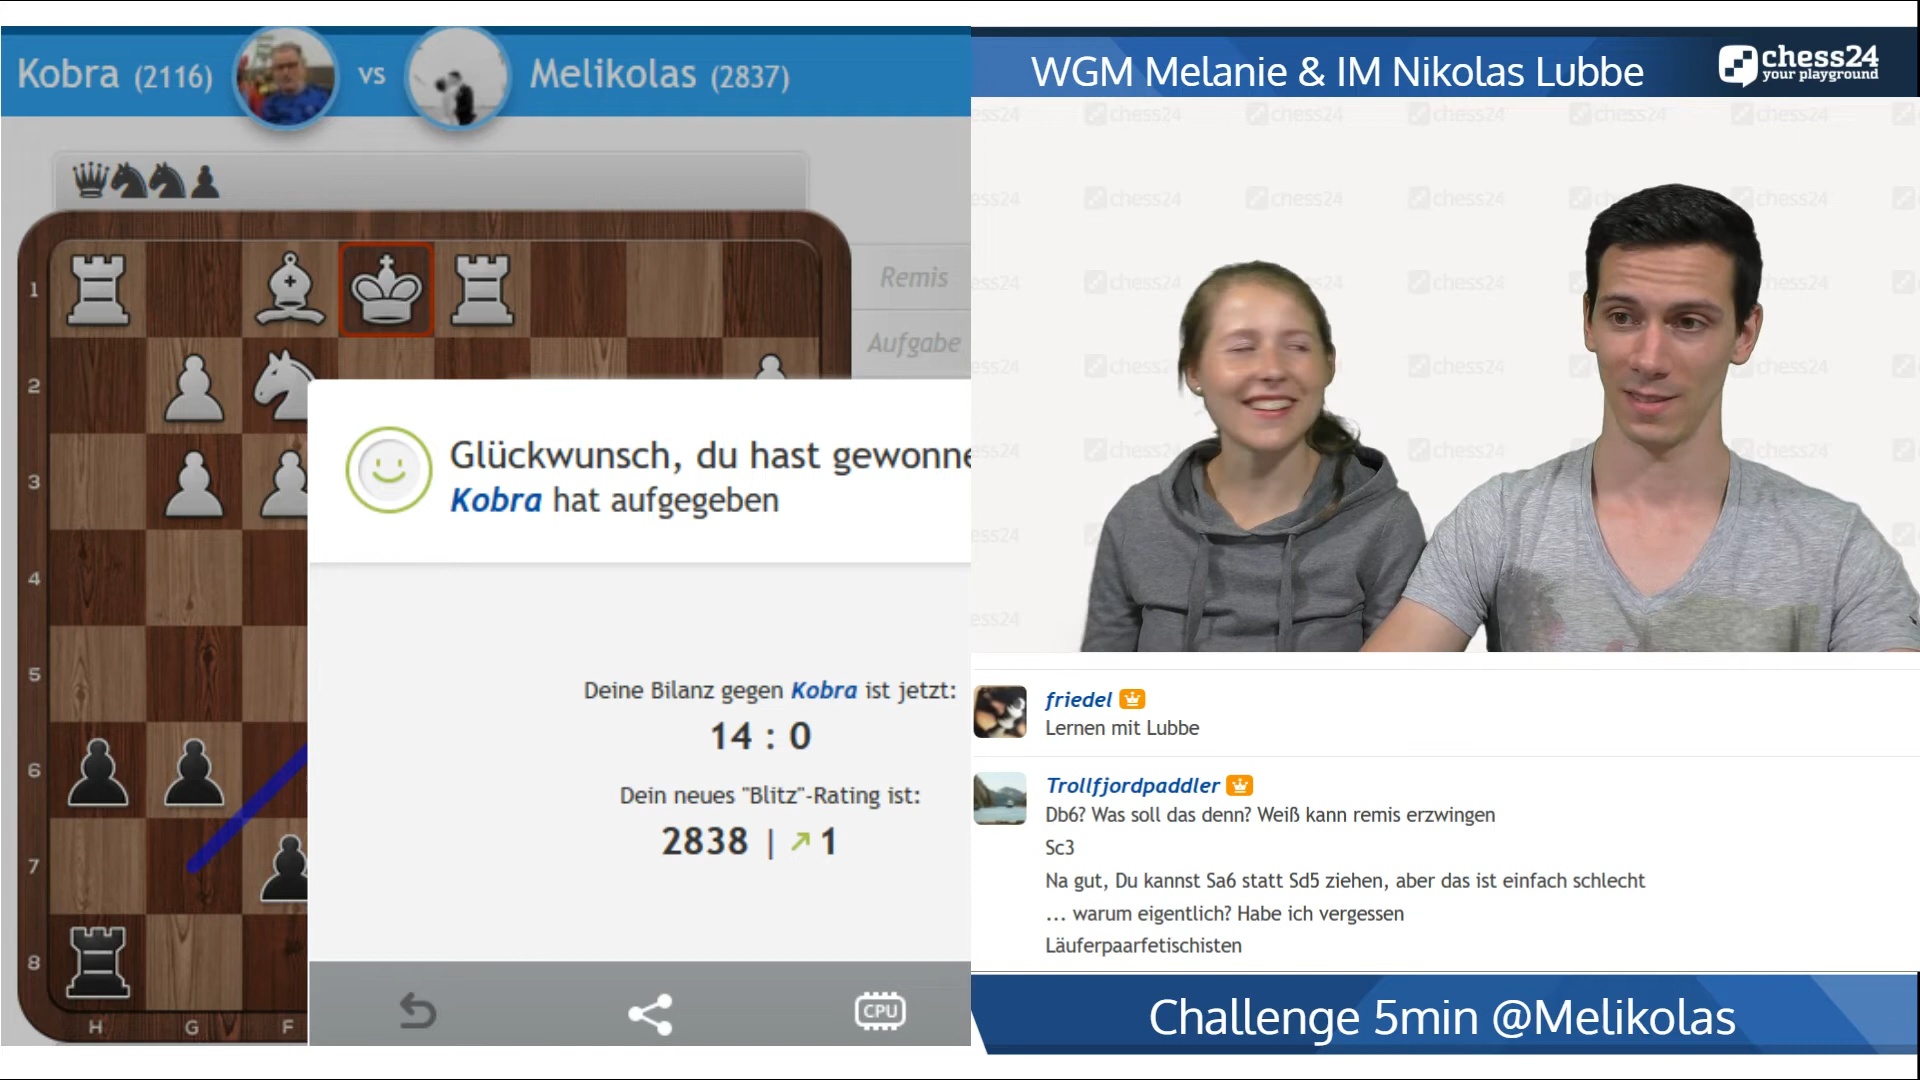 Kobra (2116) vs Melikolas (2837)
WGM Melanie & IM Nikolas Lubbe
chess24
your playground
Remis
Aufgabe
1
2
3
4
5
6
7
8
H G F
Glückwunsch, du hast gewonne
Kobra hat aufgegeben
Deine Bilanz gegen Kobra ist jetzt:
14 : 0
Dein neues "Blitz"-Rating ist:
2838 | 1
CPU
friedel
Lernen mit Lubbe
Trollfjordpaddler
Db6? Was soll das denn? Weiß kann remis erzwingen
Sc3
Na gut, Du kannst Sa6 statt Sd5 ziehen, aber das ist einfach schlecht
... warum eigentlich? Habe ich vergessen
Läuferpaarfetischisten
Challenge 5min @Melikolas